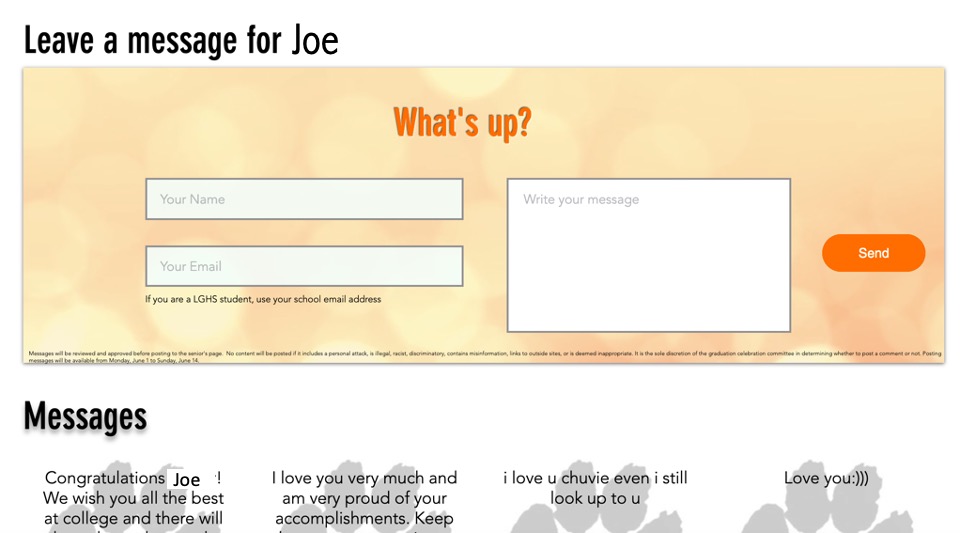 Leave a message for Joe
What's up?
Your Name
Write your message
Send
Your Email
If you are a LGHS student, use your school email address
Messages will be reviewed and approved before posting to the senior's page. No content will be posted if it includes a personal attack, is illegal, racist, discriminatory, contains misinformation, links to outside sites, or is deemed inappropriate. It is the sole discretion of the graduation celebration committee in determining whether to post a comment or not. Posting
messages will be available from Monday, June 1 to Sunday, June 14.
Messages
Congratulations Joe !
We wish you all the best
at college and there will
I love you very much and
am very proud of your
accomplishments. Keep
i love u chuvie even i still
look up to u
Love you:)))